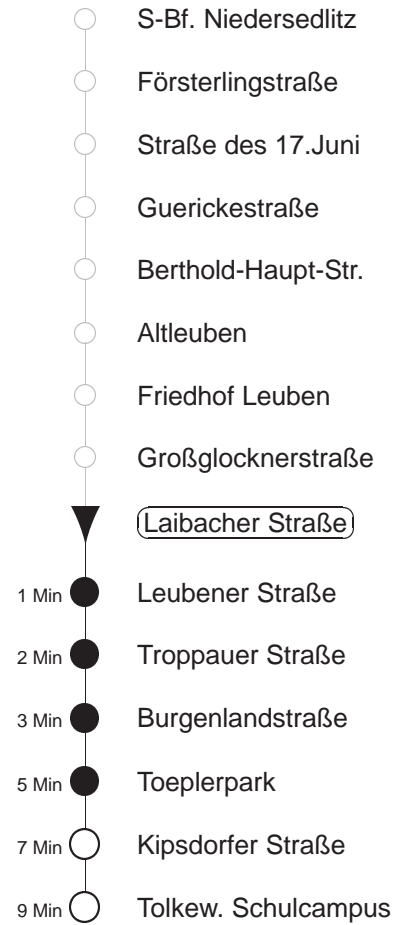 S-Bf. Niedersedlitz
Försterlingstraße
Straße des 17.Juni
Guerickestraße
Berthold-Haupt-Str.
Altleuben
Friedhof Leuben
Großglocknerstraße
Laibacher Straße
1 Min Leubener Straße
2 Min Troppauer Straße
3 Min Burgenlandstraße
5 Min Toeplerpark
7 Min Kipsdorfer Straße
9 Min Tolkew. Schulcampus